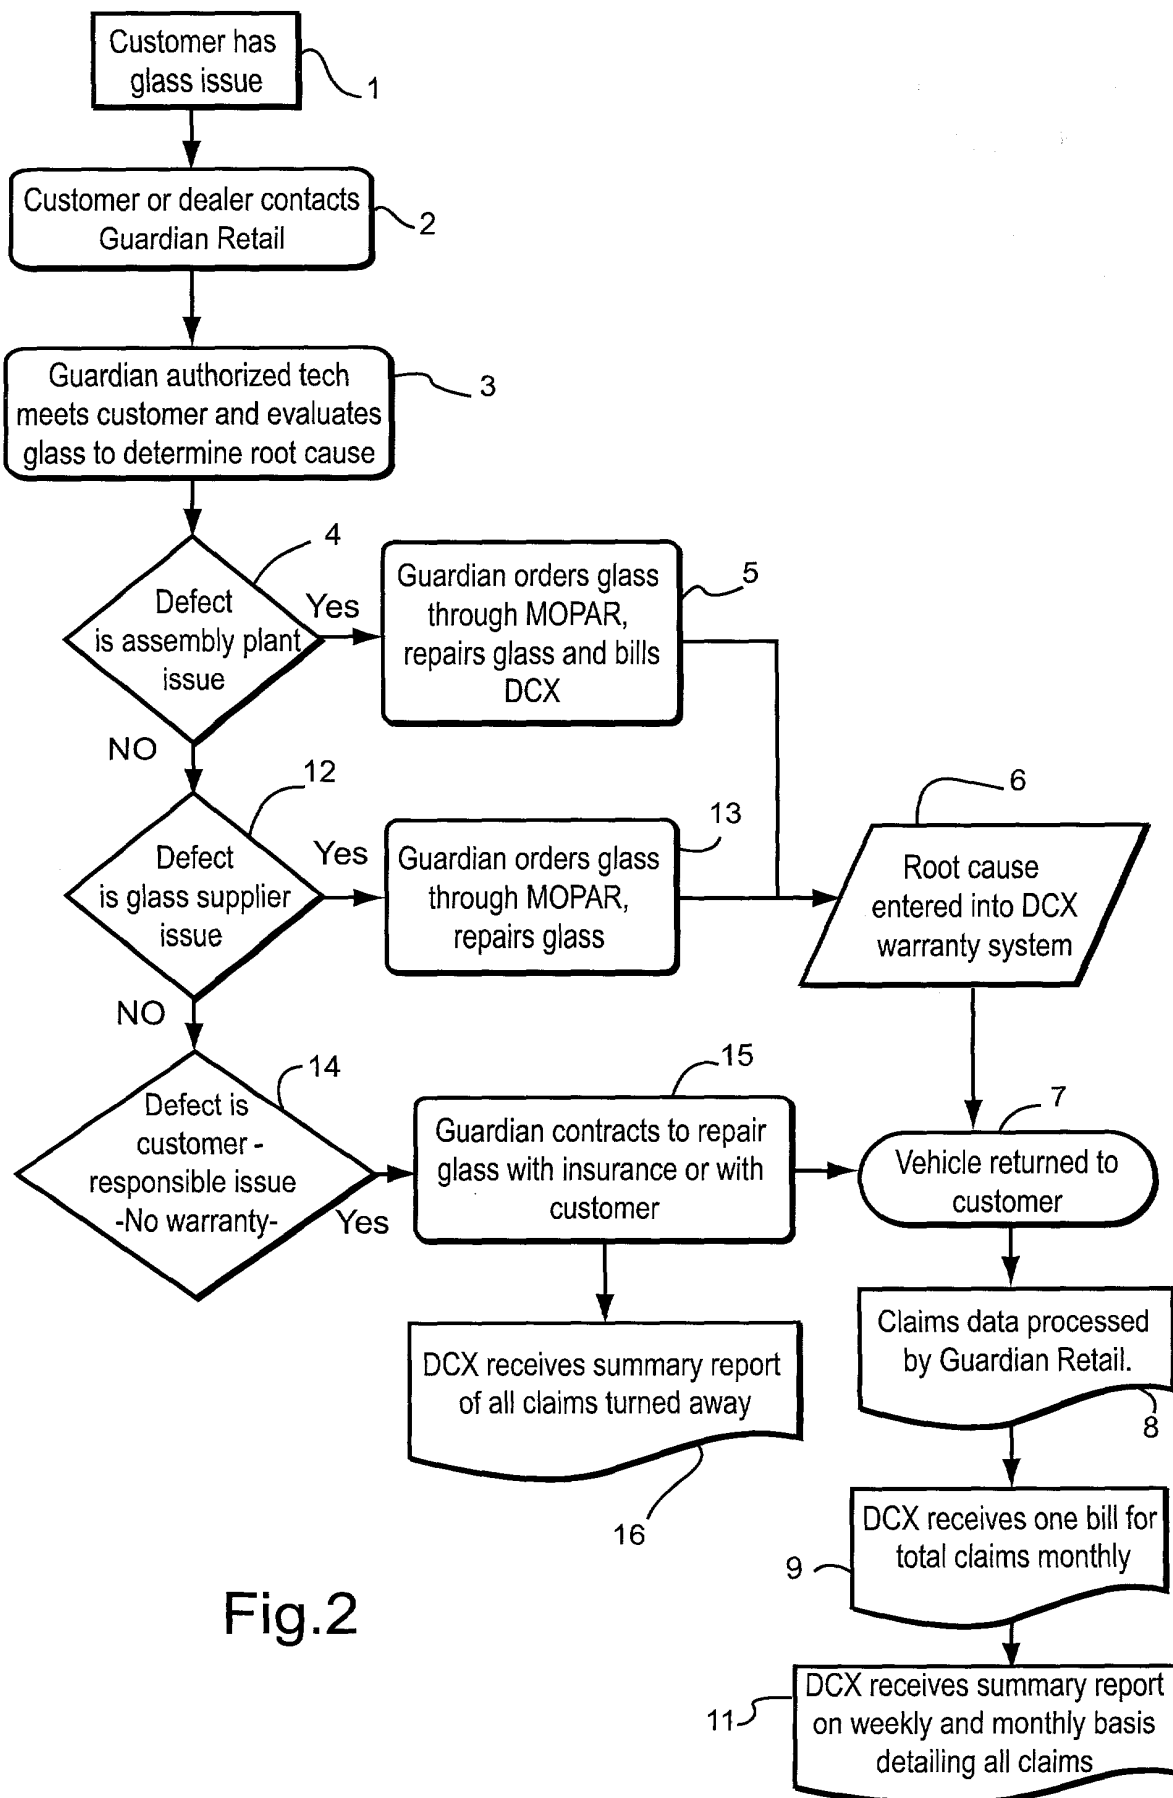 Customer has
glass issue
1
Customer or dealer contacts
Guardian Retail
2
Guardian authorized tech
meets customer and evaluates
glass to determine root cause
3
4
Defect
is assembly plant
issue
Yes
Guardian orders glass
through MOPAR,
repairs glass and bills
DCX
5
NO
12
Defect
is glass supplier
issue
Yes
Guardian orders glass
through MOPAR,
repairs glass
13
6
Root cause
entered into DCX
warranty system
NO
14
Defect is
customer -
responsible issue
-No warranty-
Yes
15
Guardian contracts to repair
glass with insurance or with
customer
7
Vehicle returned to
customer
DCX receives summary report
of all claims turned away
16
Claims data processed
by Guardian Retail.
8
DCX receives one bill for
total claims monthly
9
DCX receives summary report
on weekly and monthly basis
detailing all claims
11
Fig.2